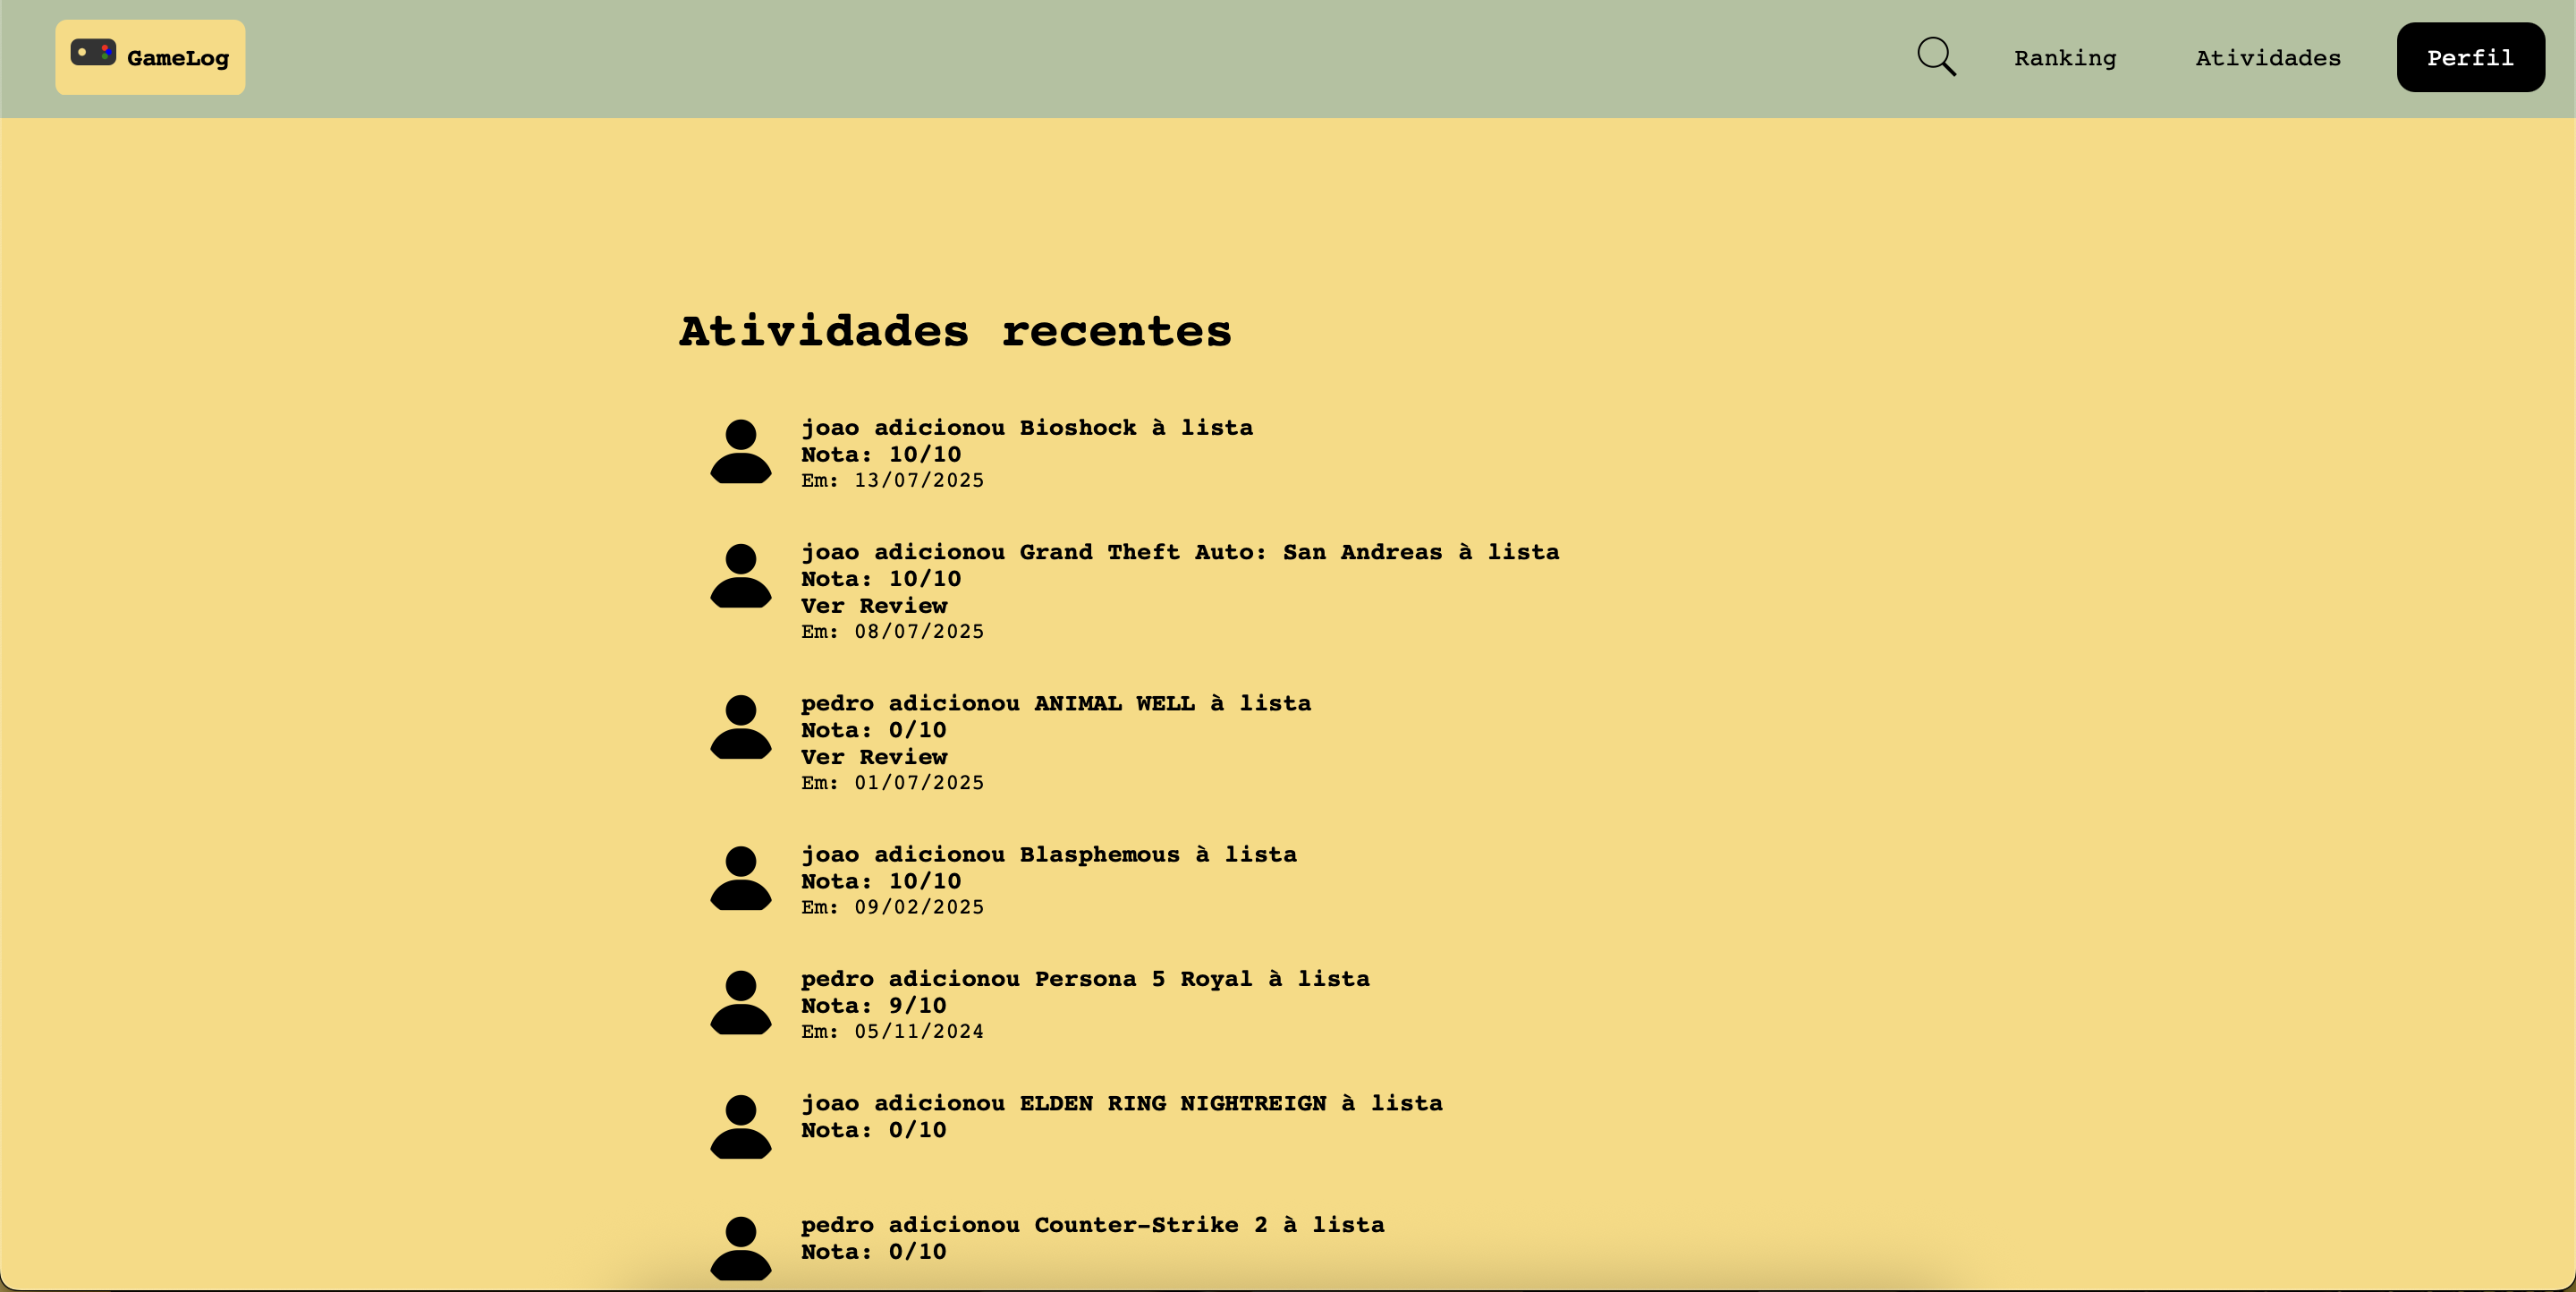 GameLog
Ranking
Atividades
Perfil
Atividades recentes
joao adicionou Bioshock à lista
Nota: 10/10
Em: 13/07/2025
joao adicionou Grand Theft Auto: San Andreas à lista
Nota: 10/10
Ver Review
Em: 08/07/2025
pedro adicionou ANIMAL WELL à lista
Nota: 0/10
Ver Review
Em: 01/07/2025
joao adicionou Blasphemous à lista
Nota: 10/10
Em: 09/02/2025
pedro adicionou Persona 5 Royal à lista
Nota: 9/10
Em: 05/11/2024
joao adicionou ELDEN RING NIGHTREIGN à lista
Nota: 0/10
pedro adicionou Counter-Strike 2 à lista
Nota: 0/10